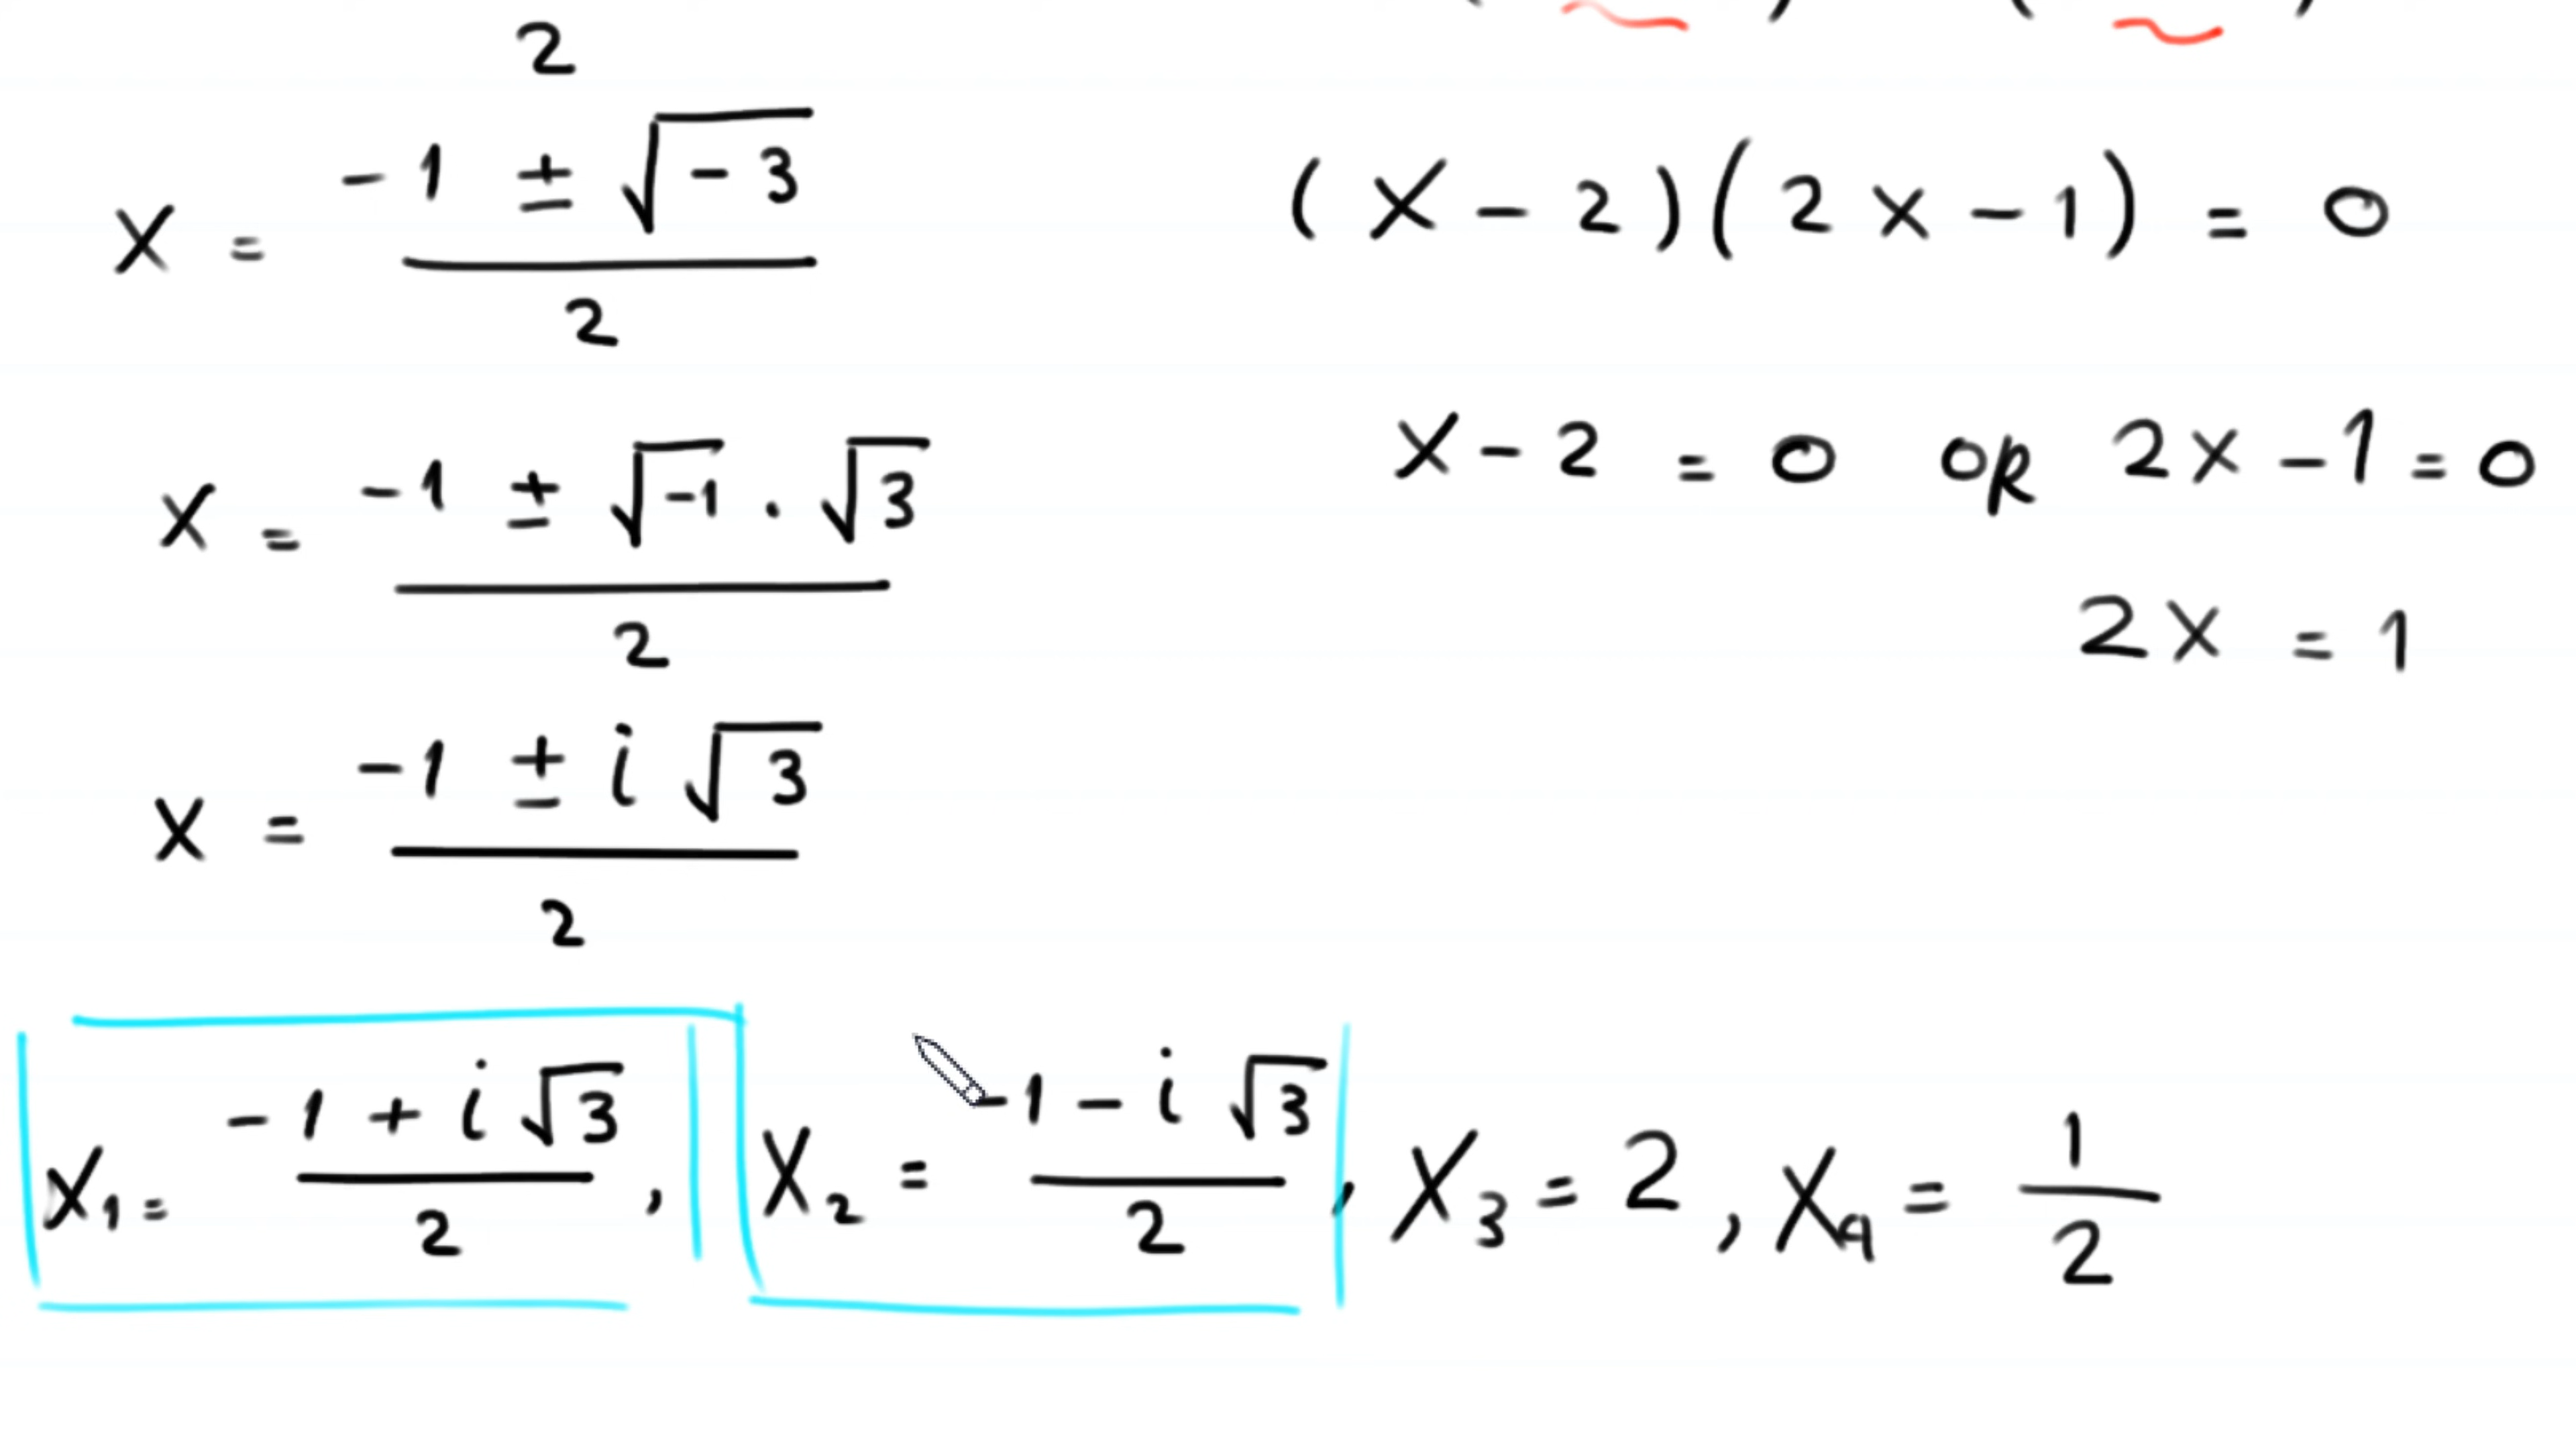 2
x = (-1 ± √-3) / 2
x = (-1 ± √-1 · √3) / 2
x = (-1 ± i √3) / 2
(x - 2)(2x - 1) = 0
x - 2 = 0 or 2x - 1 = 0
2x = 1
x₁ = (-1 + i √3) / 2 , x₂ = (-1 - i √3) / 2 , x₃ = 2 , x₄ = 1/2